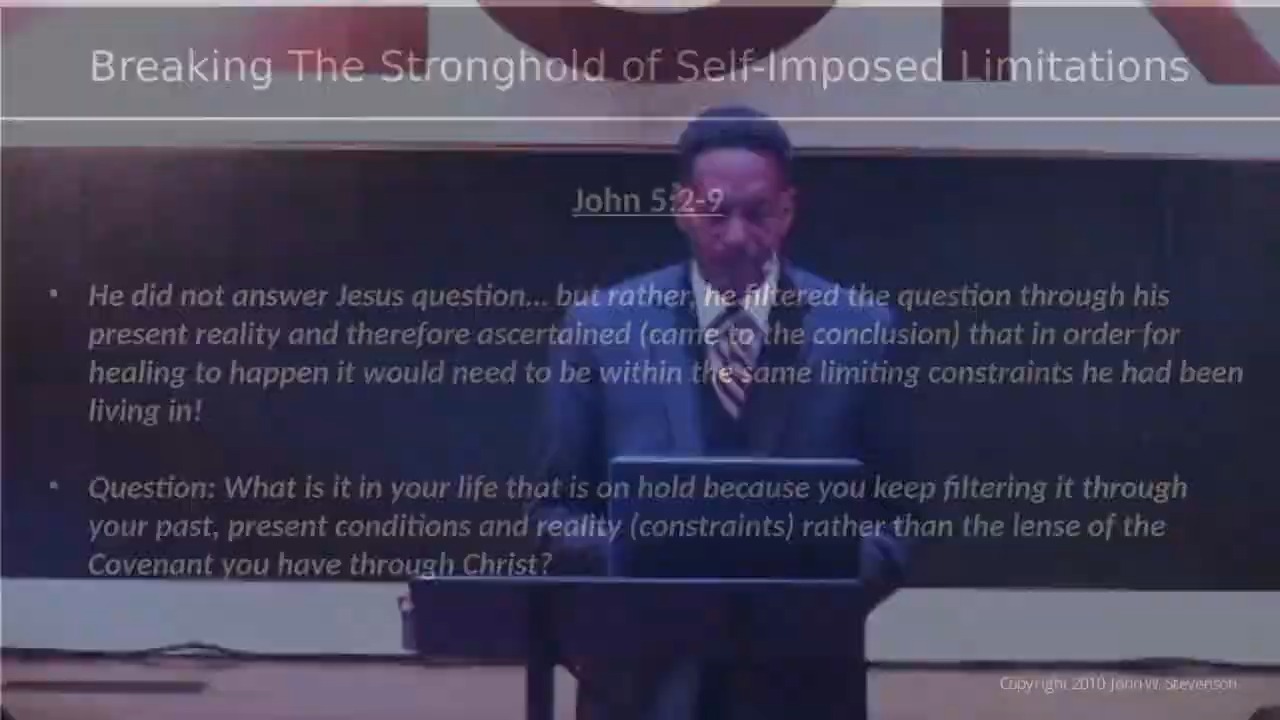 Breaking The Stronghold of Self-Imposed Limitations
John 5:2-9
• He did not answer Jesus question... but rather, he filtered the question through his
present reality and therefore ascertained (came to the conclusion) that in order for
healing to happen it would need to be within the same limiting constraints he had been
living in!
• Question: What is it in your life that is on hold because you keep filtering it through
your past, present conditions and reality (constraints) rather than the lense of the
Covenant you have through Christ?
Copyright 2010 John W. Stevenson